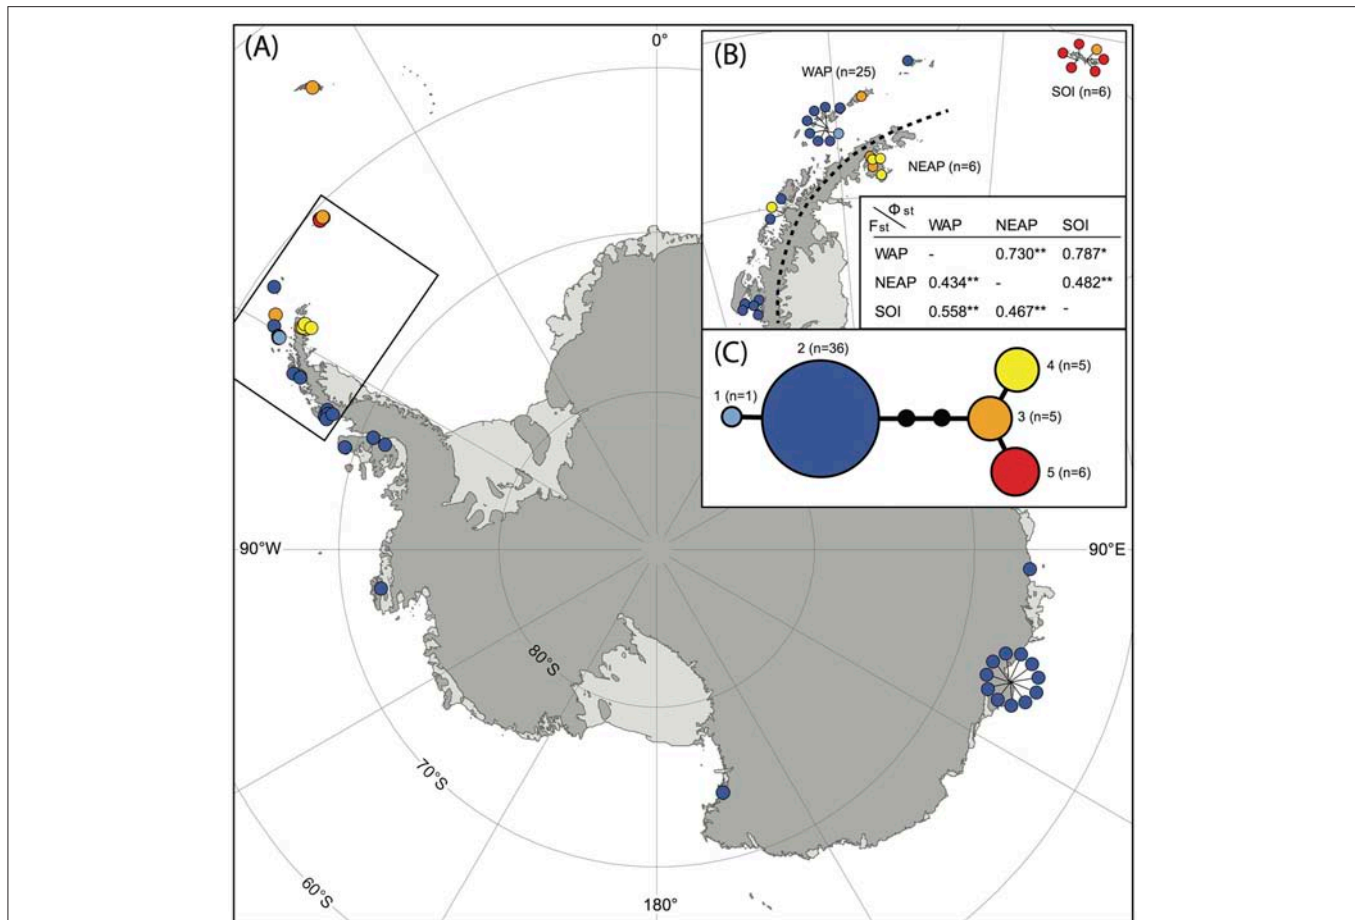 (A)
0°
90°W
90°E
80°S
70°S
60°S
180°
(B)
WAP (n=25)
SOI (n=6)
NEAP (n=6)
Φst
Fst WAP NEAP SOI
WAP - 0.730** 0.787*
NEAP 0.434** - 0.482**
SOI 0.558** 0.467** -
(C)
2 (n=36)
1 (n=1)
4 (n=5)
3 (n=5)
5 (n=6)